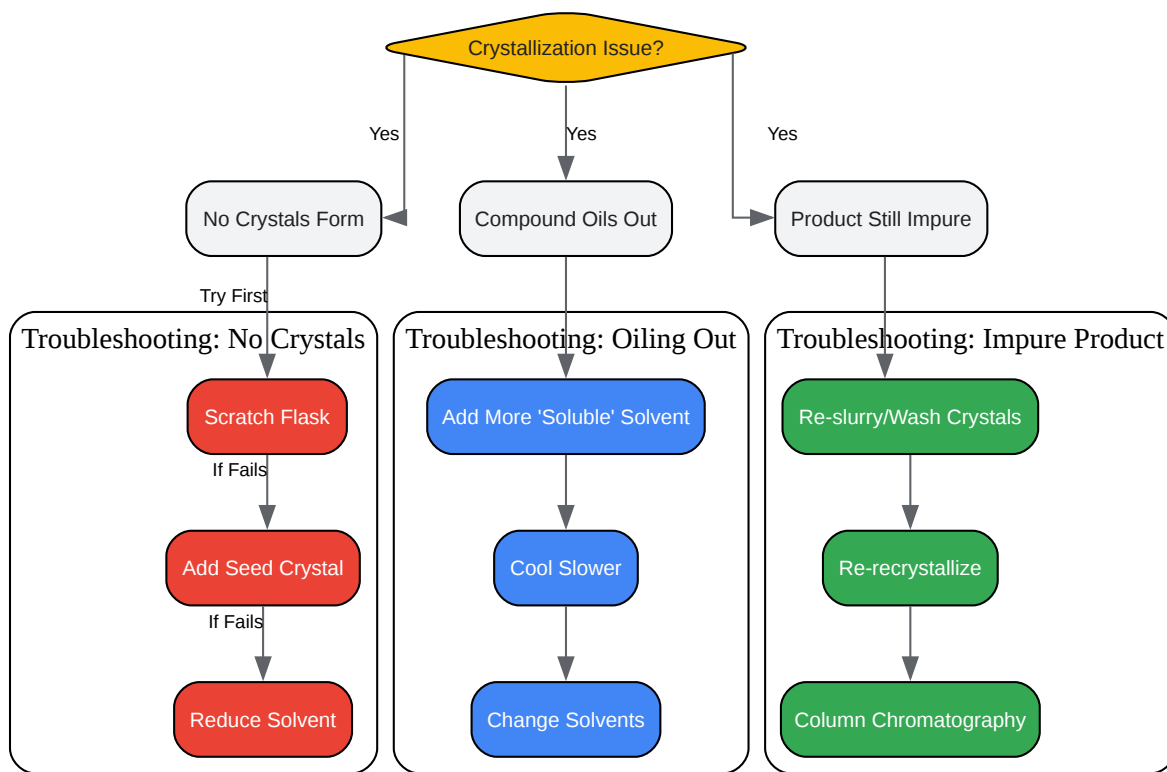 Crystallization Issue?
Yes
Yes
Yes
No Crystals Form
Compound Oils Out
Product Still Impure
Try First
Troubleshooting: No Crystals
Troubleshooting: Oiling Out
Troubleshooting: Impure Product
Scratch Flask
Add More 'Soluble' Solvent
Re-slurry/Wash Crystals
If Fails
Add Seed Crystal
Cool Slower
Re-recrystallize
If Fails
Reduce Solvent
Change Solvents
Column Chromatography